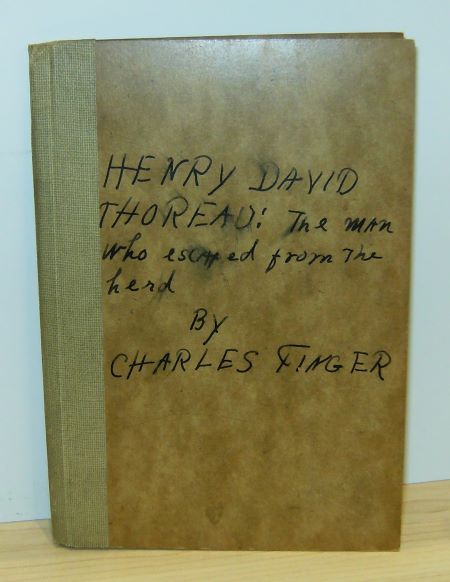 HENRY DAVID
THOREAU: The MAN
who escAped from The
herd
By
CHARLES FINGER